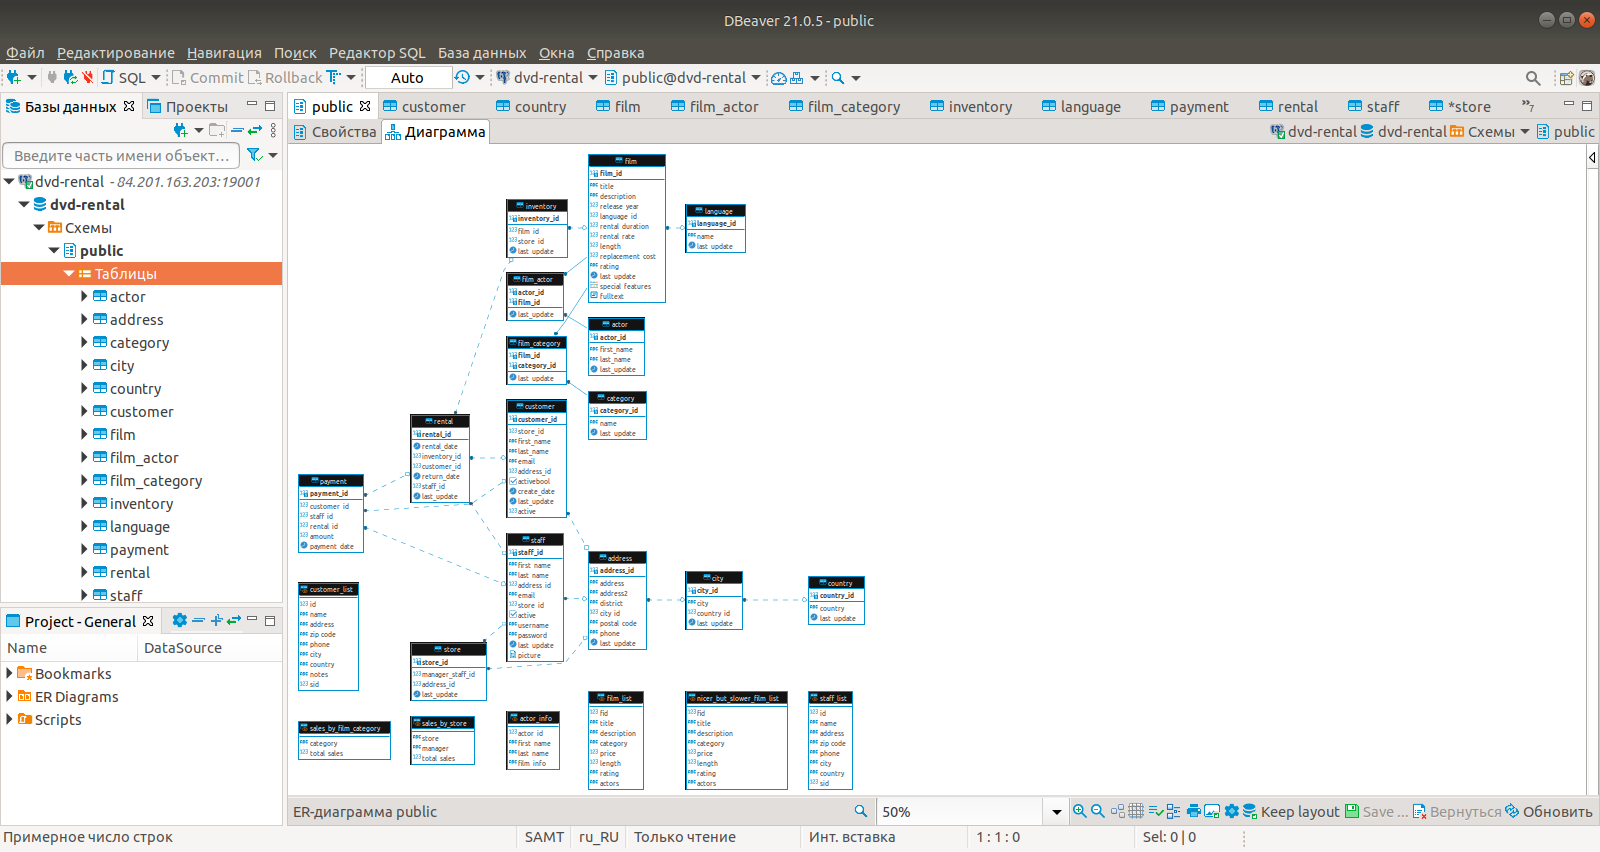 DBeaver 21.0.5 - public
Файл Редактирование Навигация Поиск Редактор SQL База данных Окна Справка
SQL Commit Rollback Auto dvd-rental public@dvd-rental
Базы данных Проекты
Введите часть имени объект...
dvd-rental - 84.201.163.203:19001
dvd-rental
Схемы
public
Таблицы
actor
address
category
city
country
customer
film
film_actor
film_category
inventory
language
payment
rental
staff
Project - General
Name DataSource
Bookmarks
ER Diagrams
Scripts
public customer country film film_actor film_category inventory language payment rental staff *store »7
Свойства Диаграмма
dvd-rental dvd-rental Схемы public
film
film_id
title
description
release_year
language_id
rental_duration
rental_rate
length
replacement_cost
rating
last_update
special_features
fulltext
inventory
inventory_id
film_id
store_id
last_update
language
language_id
name
last_update
film_actor
actor_id
film_id
last_update
actor
actor_id
first_name
last_name
last_update
film_category
film_id
category_id
last_update
category
category_id
name
last_update
customer
customer_id
store_id
first_name
last_name
email
address_id
activebool
create_date
last_update
active
rental
rental_id
rental_date
inventory_id
customer_id
return_date
staff_id
last_update
payment
payment_id
customer_id
staff_id
rental_id
amount
payment_date
staff
staff_id
first_name
last_name
address_id
email
store_id
active
username
password
last_update
picture
address
address_id
address
address2
district
city_id
postal_code
phone
last_update
city
city_id
city
country_id
last_update
country
country_id
country
last_update
customer_list
id
name
address
zip code
phone
city
country
notes
sid
store
store_id
manager_staff_id
address_id
last_update
sales_by_film_category
category
total_sales
sales_by_store
store
manager
total_sales
actor_info
actor_id
first_name
last_name
film_info
film_list
fid
title
description
category
price
length
rating
actors
nicer_but_slower_film_list
fid
title
description
category
price
length
rating
actors
staff_list
id
name
address
zip code
phone
city
country
sid
ER-диаграмма public 50% Keep layout Save ... Вернуться Обновить
Примерное число строк SAMT ru_RU Только чтение Инт. вставка 1 : 1 : 0 Sel: 0 | 0